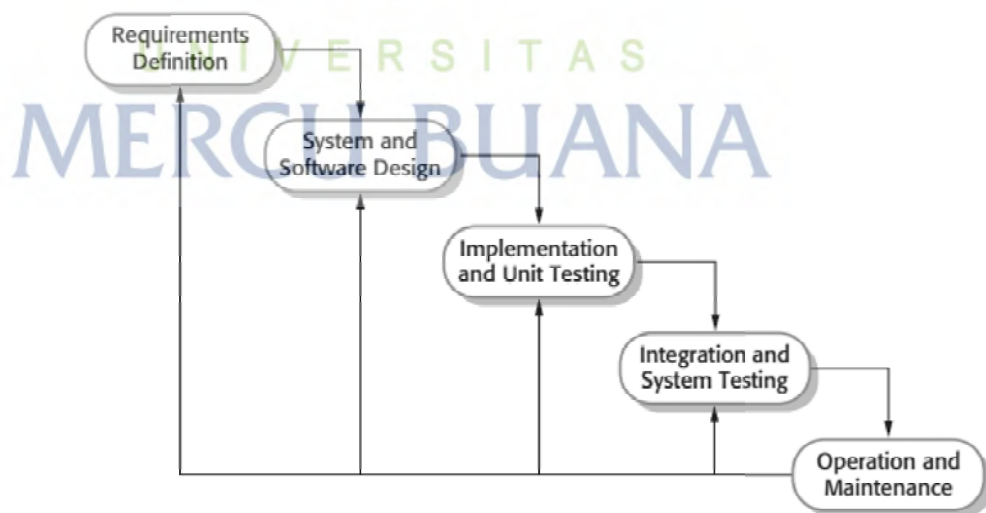 Requirements
Definition
UNIVERSITAS
MERCU BUANA
System and
Software Design
Implementation
and Unit Testing
Integration and
System Testing
Operation and
Maintenance